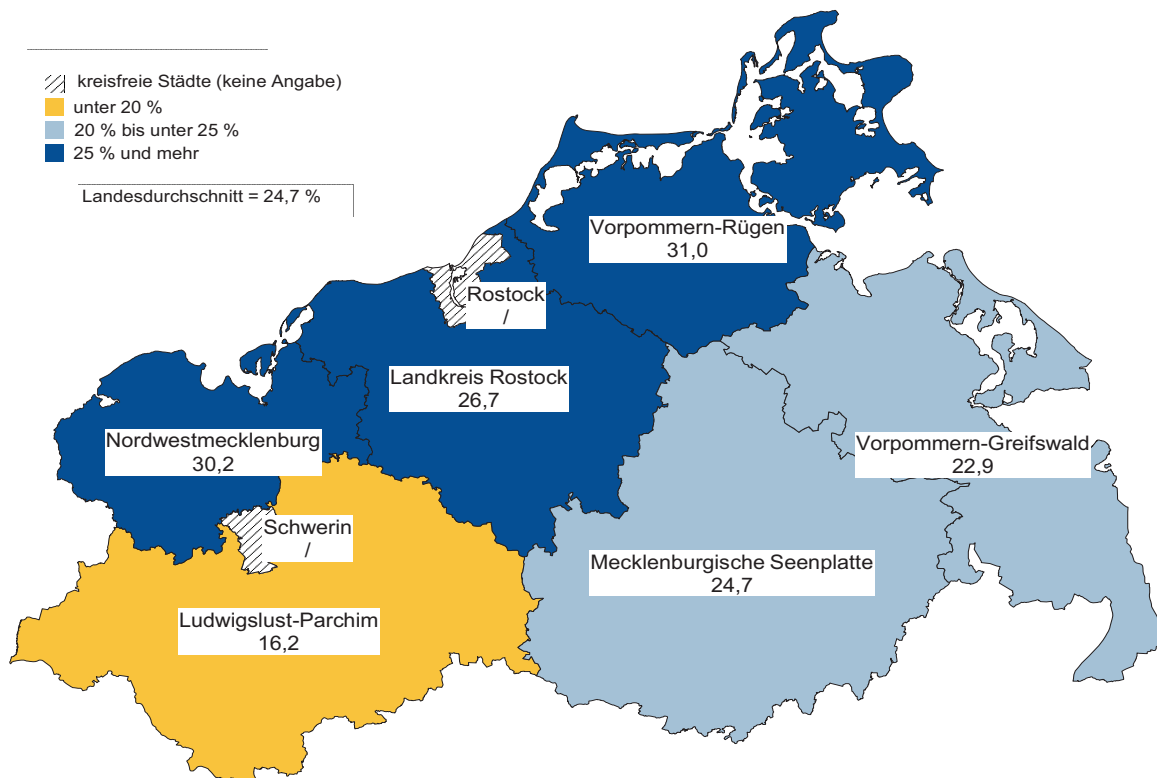 kreisfreie Städte (keine Angabe)
unter 20 %
20 % bis unter 25 %
25 % und mehr
Landesdurchschnitt = 24,7 %
Vorpommern-Rügen
31,0
Rostock
/
Landkreis Rostock
26,7
Nordwestmecklenburg
30,2
Vorpommern-Greifswald
22,9
Schwerin
/
Mecklenburgische Seenplatte
24,7
Ludwigslust-Parchim
16,2